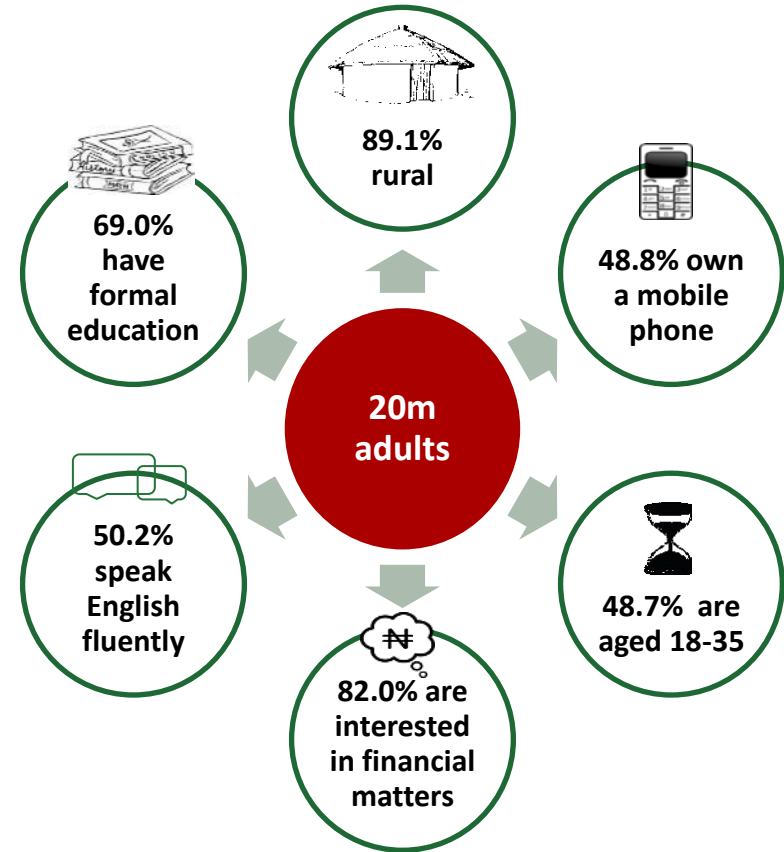 89.1%
rural
69.0%
have
formal
education
48.8% own
a mobile
phone
20m
adults
50.2%
speak
English
fluently
48.7% are
aged 18-35
₦
82.0% are
interested
in financial
matters